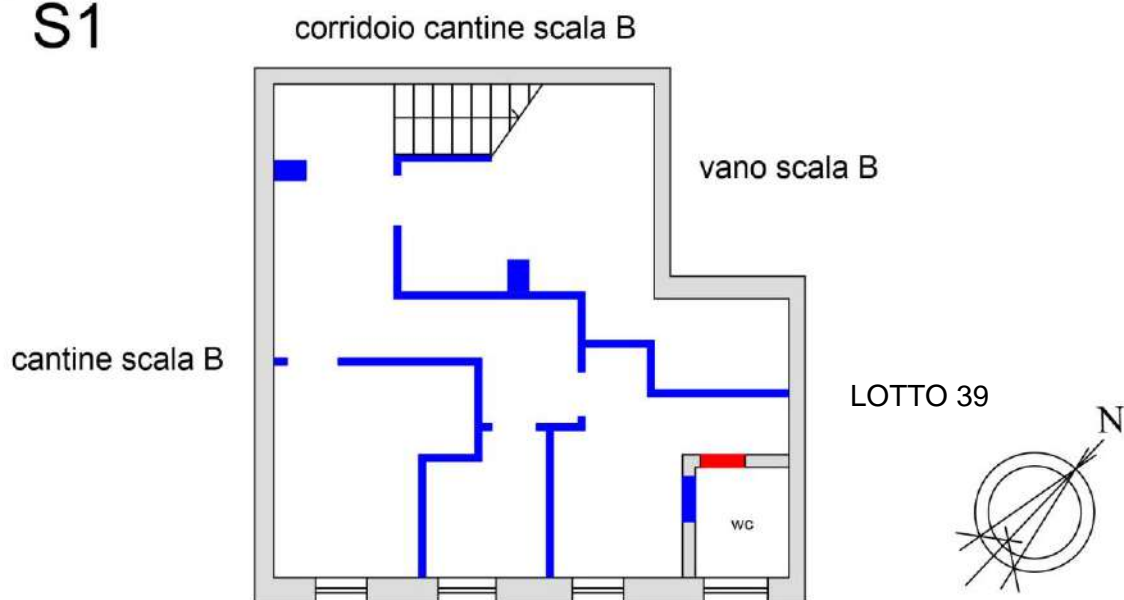 S1
corridoio cantine scala B
vano scala B
cantine scala B
LOTTO 39
N
wc